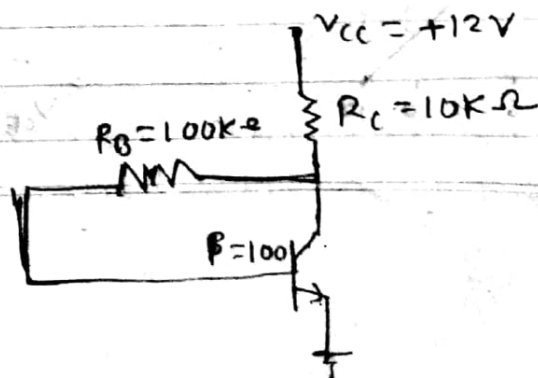 VCC = +12V
RC = 10KΩ
RB = 100KΩ
β = 100